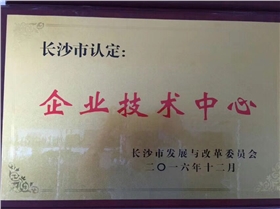 长沙市认定:
企业技术中心
长沙市发展与改革委员会
二〇一六年十二月